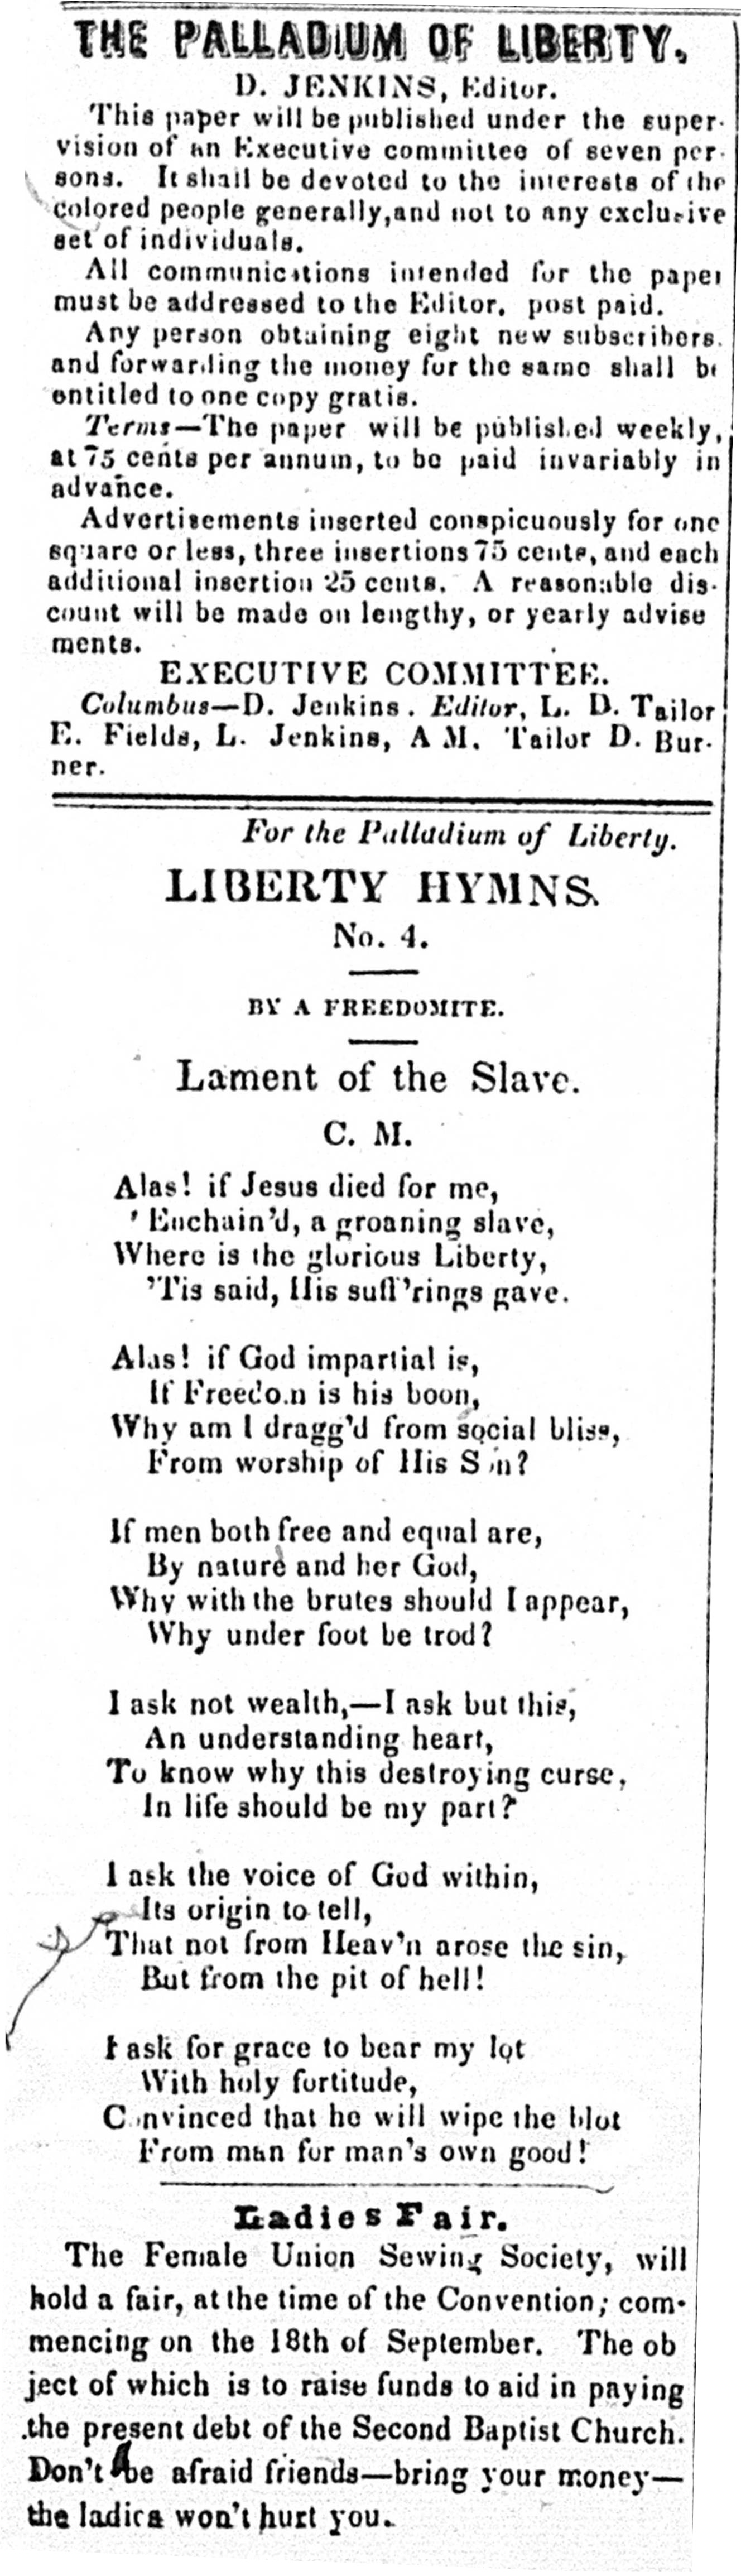 THE PALLADIUM OF LIBERTY.
D. JENKINS, Editor.
This paper will be published under the super-
vision of an Executive committee of seven per-
sons. It shall be devoted to the interests of the
colored people generally,and not to any exclusive
set of individuals.
All communications intended for the paper
must be addressed to the Editor, post paid.
Any person obtaining eight new subscribers.
and forwarding the money for the same shall be
entitled to one copy gratis.
Terms—The paper will be published weekly,
at 75 cents per annum, to be paid invariably in
advance.
Advertisements inserted conspicuously for one
square or less, three insertions 75 cents, and each
additional insertion 25 cents. A reasonable dis-
count will be made on lengthy, or yearly advise
ments.
EXECUTIVE COMMITTEE.
Columbus—D. Jenkins. Editor, L. D. Tailor
E. Fields, L. Jenkins, A M. Tailor D. Bur-
ner.
For the Palladium of Liberty.
LIBERTY HYMNS.
No. 4.
BY A FREEDOMITE.
Lament of the Slave.
C. M.
Alas! if Jesus died for me,
' Enchain'd, a groaning slave,
Where is the glorious Liberty,
'Tis said, His suff'rings gave.
Alas! if God impartial is,
If Freedom is his boon,
Why am I dragg'd from social bliss,
From worship of His Son?
If men both free and equal are,
By nature and her God,
Why with the brutes should I appear,
Why under foot be trod?
I ask not wealth,—I ask but this,
An understanding heart,
To know why this destroying curse,
In life should be my part?
I ask the voice of God within,
Its origin to tell,
That not from Heav'n arose the sin,
But from the pit of hell!
I ask for grace to bear my lot
With holy fortitude,
Convinced that he will wipe the blot
From man for man's own good!
Ladies Fair.
The Female Union Sewing Society, will
hold a fair, at the time of the Convention; com-
mencing on the 18th of September. The ob
ject of which is to raise funds to aid in paying
the present debt of the Second Baptist Church.
Don't be afraid friends—bring your money—
the ladies won't hurt you.